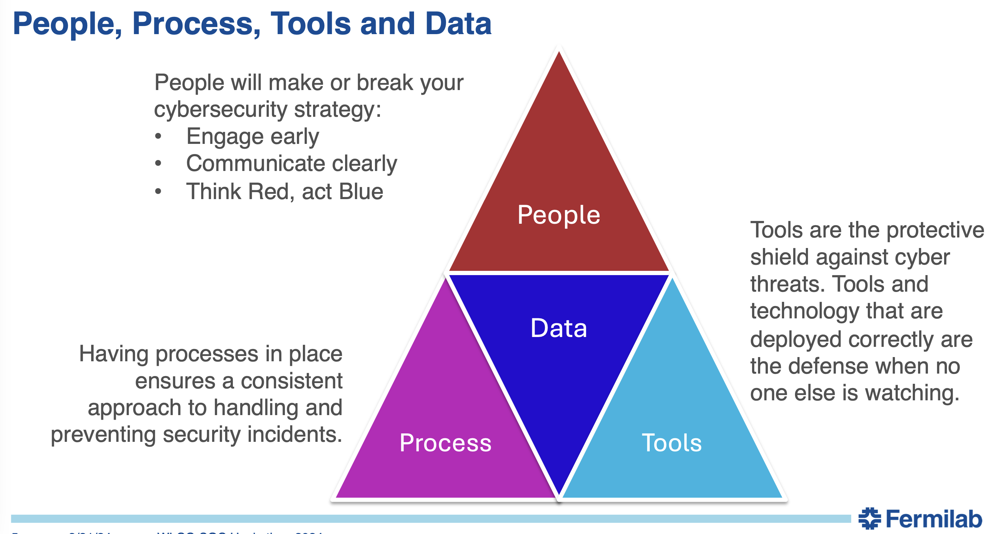 People, Process, Tools and Data
People will make or break your
cybersecurity strategy:
• Engage early
• Communicate clearly
• Think Red, act Blue
People
Tools are the protective
shield against cyber
threats. Tools and
technology that are
deployed correctly are
the defense when no
one else is watching.
Data
Having processes in place
ensures a consistent
approach to handling and
preventing security incidents.
Process
Tools
Fermilab